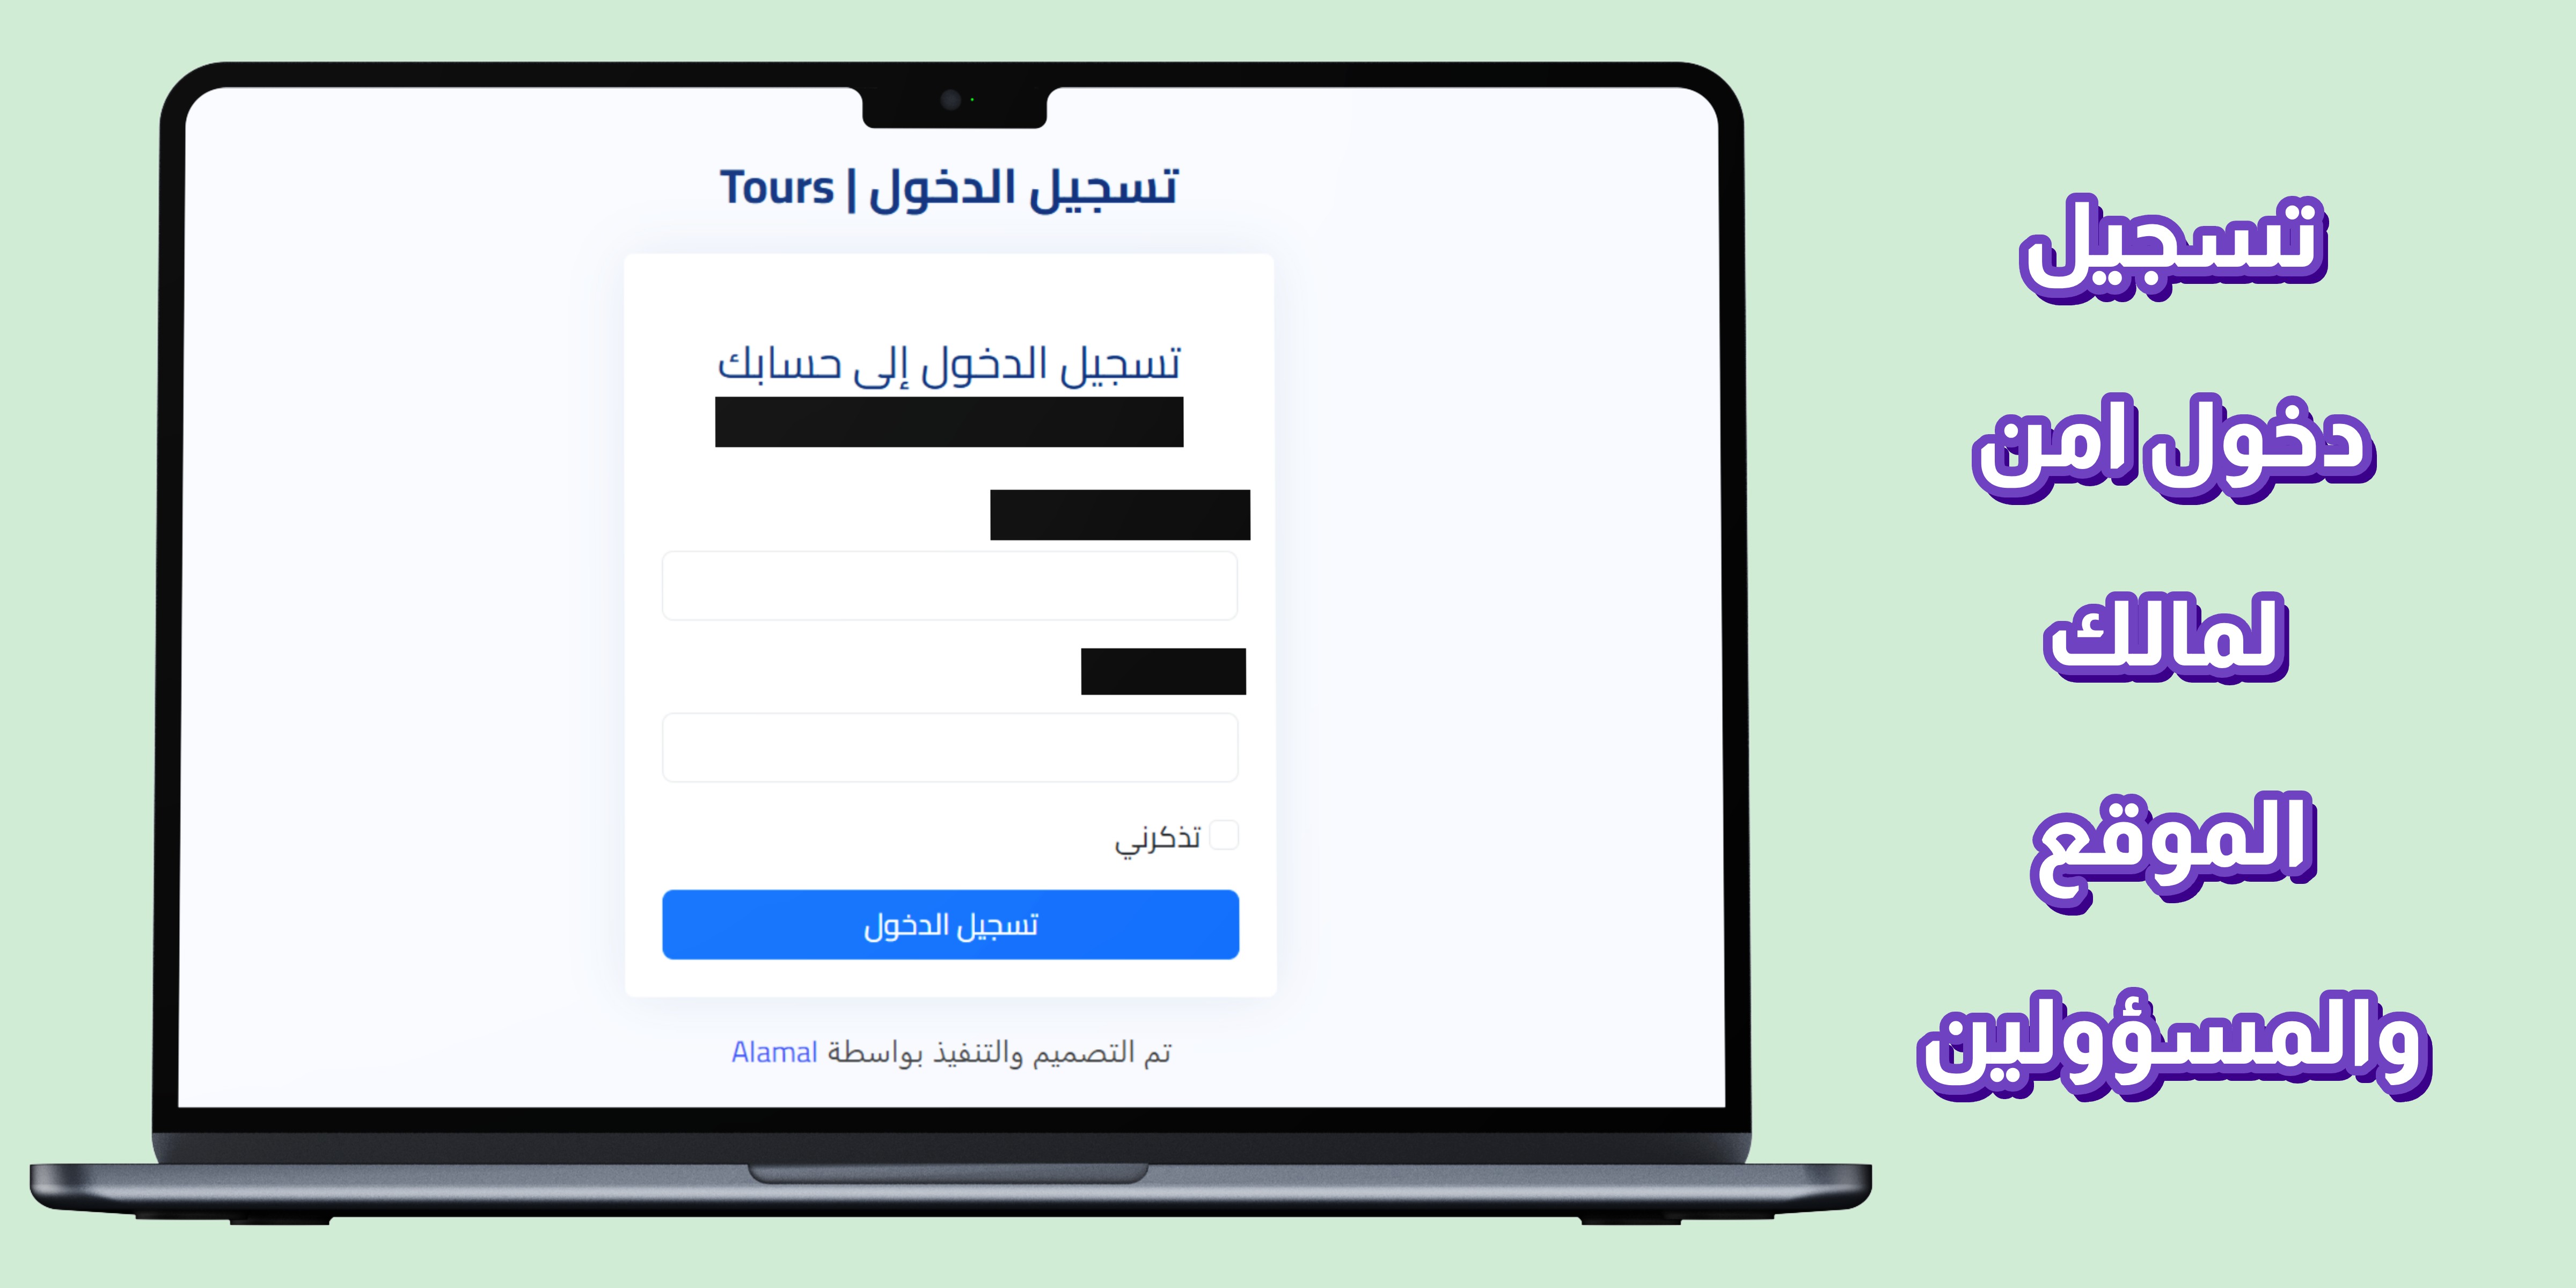 تسجيل الدخول | Tours
تسجيل الدخول إلى حسابك
تذكرني
تسجيل الدخول
تم التصميم والتنفيذ بواسطة Alamal
تسجيل
دخول امن
لمالك
الموقع
والمسؤولين